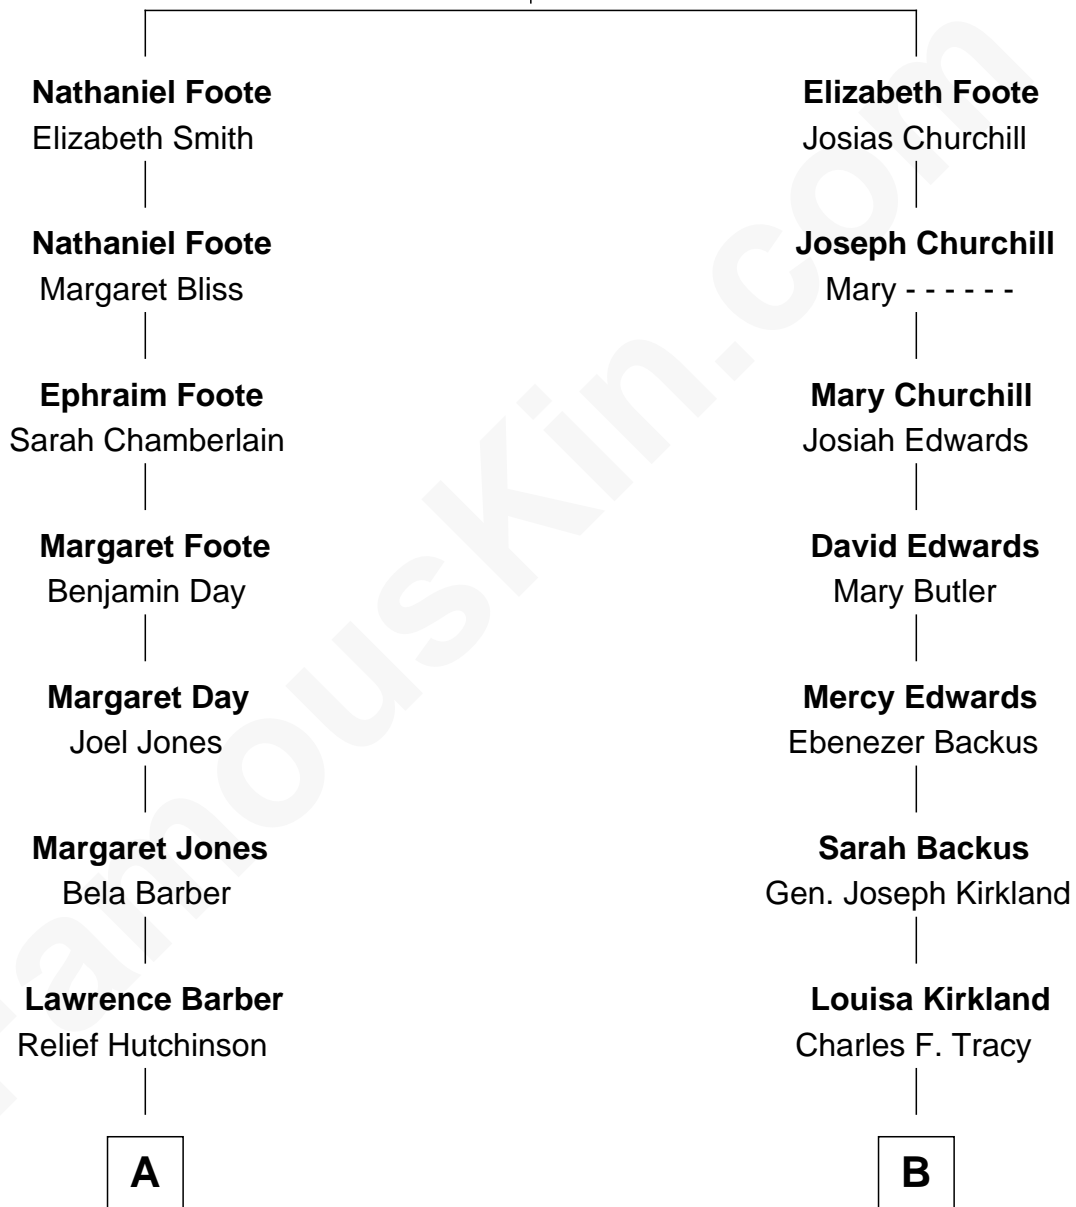 Nathaniel Foote
Elizabeth Smith
Nathaniel Foote
Margaret Bliss
Ephraim Foote
Sarah Chamberlain
Margaret Foote
Benjamin Day
Margaret Day
Joel Jones
Margaret Jones
Bela Barber
Lawrence Barber
Relief Hutchinson
A
Elizabeth Foote
Josias Churchill
Joseph Churchill
Mary - - - - - -
Mary Churchill
Josiah Edwards
David Edwards
Mary Butler
Mercy Edwards
Ebenezer Backus
Sarah Backus
Gen. Joseph Kirkland
Louisa Kirkland
Charles F. Tracy
B
FamousKin.com